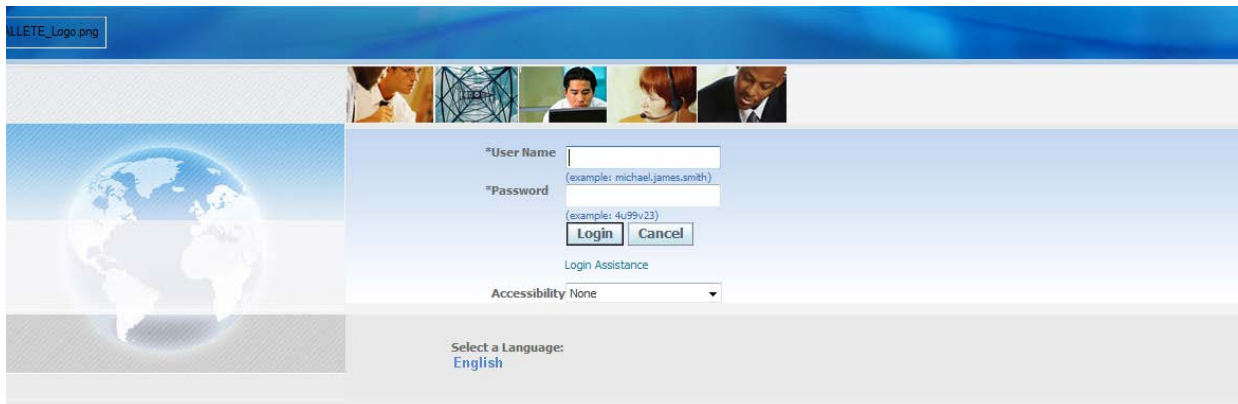 ALLETE_Logo.png
*User Name
(example: michael.james.smith)
*Password
(example: 4u99v23)
Login Cancel
Login Assistance
Accessibility None
Select a Language:
English